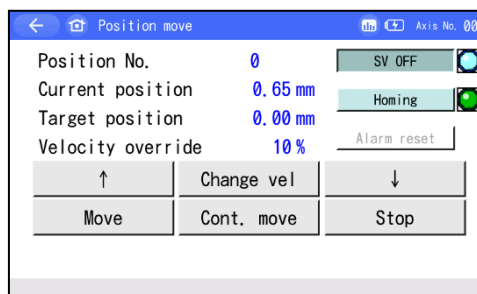 Position move Axis No. 00
Position No. 0 SV OFF
Current position 0.65 mm
Homing
Target position 0.00 mm
Alarm reset
Velocity override 10 %
↑ Change vel ↓
Move Cont. move Stop